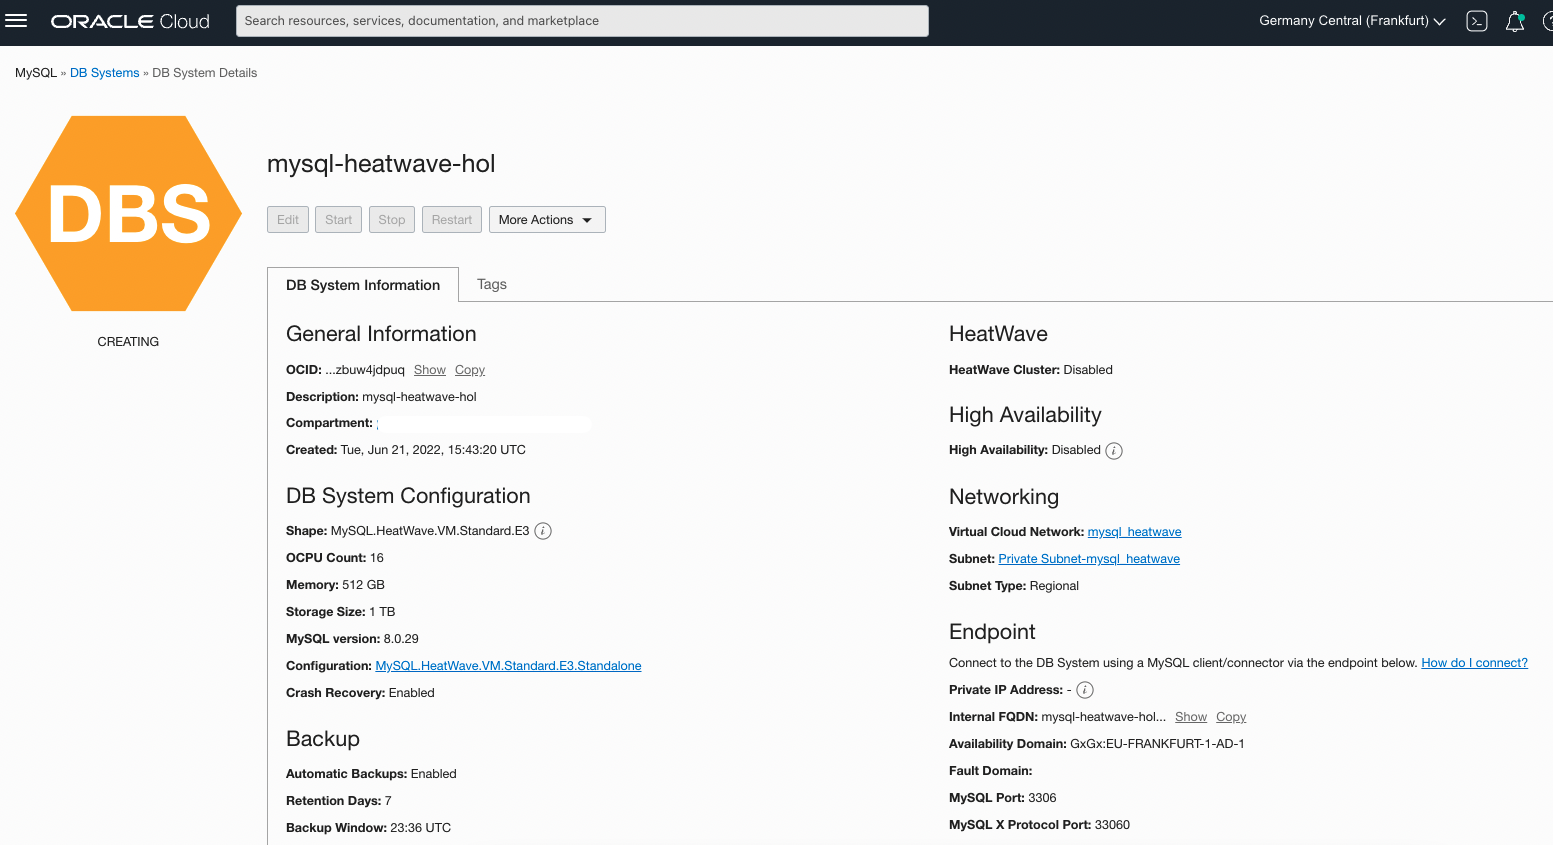 ORACLE Cloud
Search resources, services, documentation, and marketplace
Germany Central (Frankfurt)
MySQL » DB Systems » DB System Details
DBS
CREATING
mysql-heatwave-hol
Edit Start Stop Restart More Actions
DB System Information Tags
General Information
OCID: ...zbuw4jdpuq Show Copy
Description: mysql-heatwave-hol
Compartment:
Created: Tue, Jun 21, 2022, 15:43:20 UTC
DB System Configuration
Shape: MySQL.HeatWave.VM.Standard.E3
OCPU Count: 16
Memory: 512 GB
Storage Size: 1 TB
MySQL version: 8.0.29
Configuration: MySQL.HeatWave.VM.Standard.E3.Standalone
Crash Recovery: Enabled
Backup
Automatic Backups: Enabled
Retention Days: 7
Backup Window: 23:36 UTC
HeatWave
HeatWave Cluster: Disabled
High Availability
High Availability: Disabled
Networking
Virtual Cloud Network: mysql_heatwave
Subnet: Private Subnet-mysql_heatwave
Subnet Type: Regional
Endpoint
Connect to the DB System using a MySQL client/connector via the endpoint below. How do I connect?
Private IP Address: -
Internal FQDN: mysql-heatwave-hol... Show Copy
Availability Domain: GxGx:EU-FRANKFURT-1-AD-1
Fault Domain:
MySQL Port: 3306
MySQL X Protocol Port: 33060